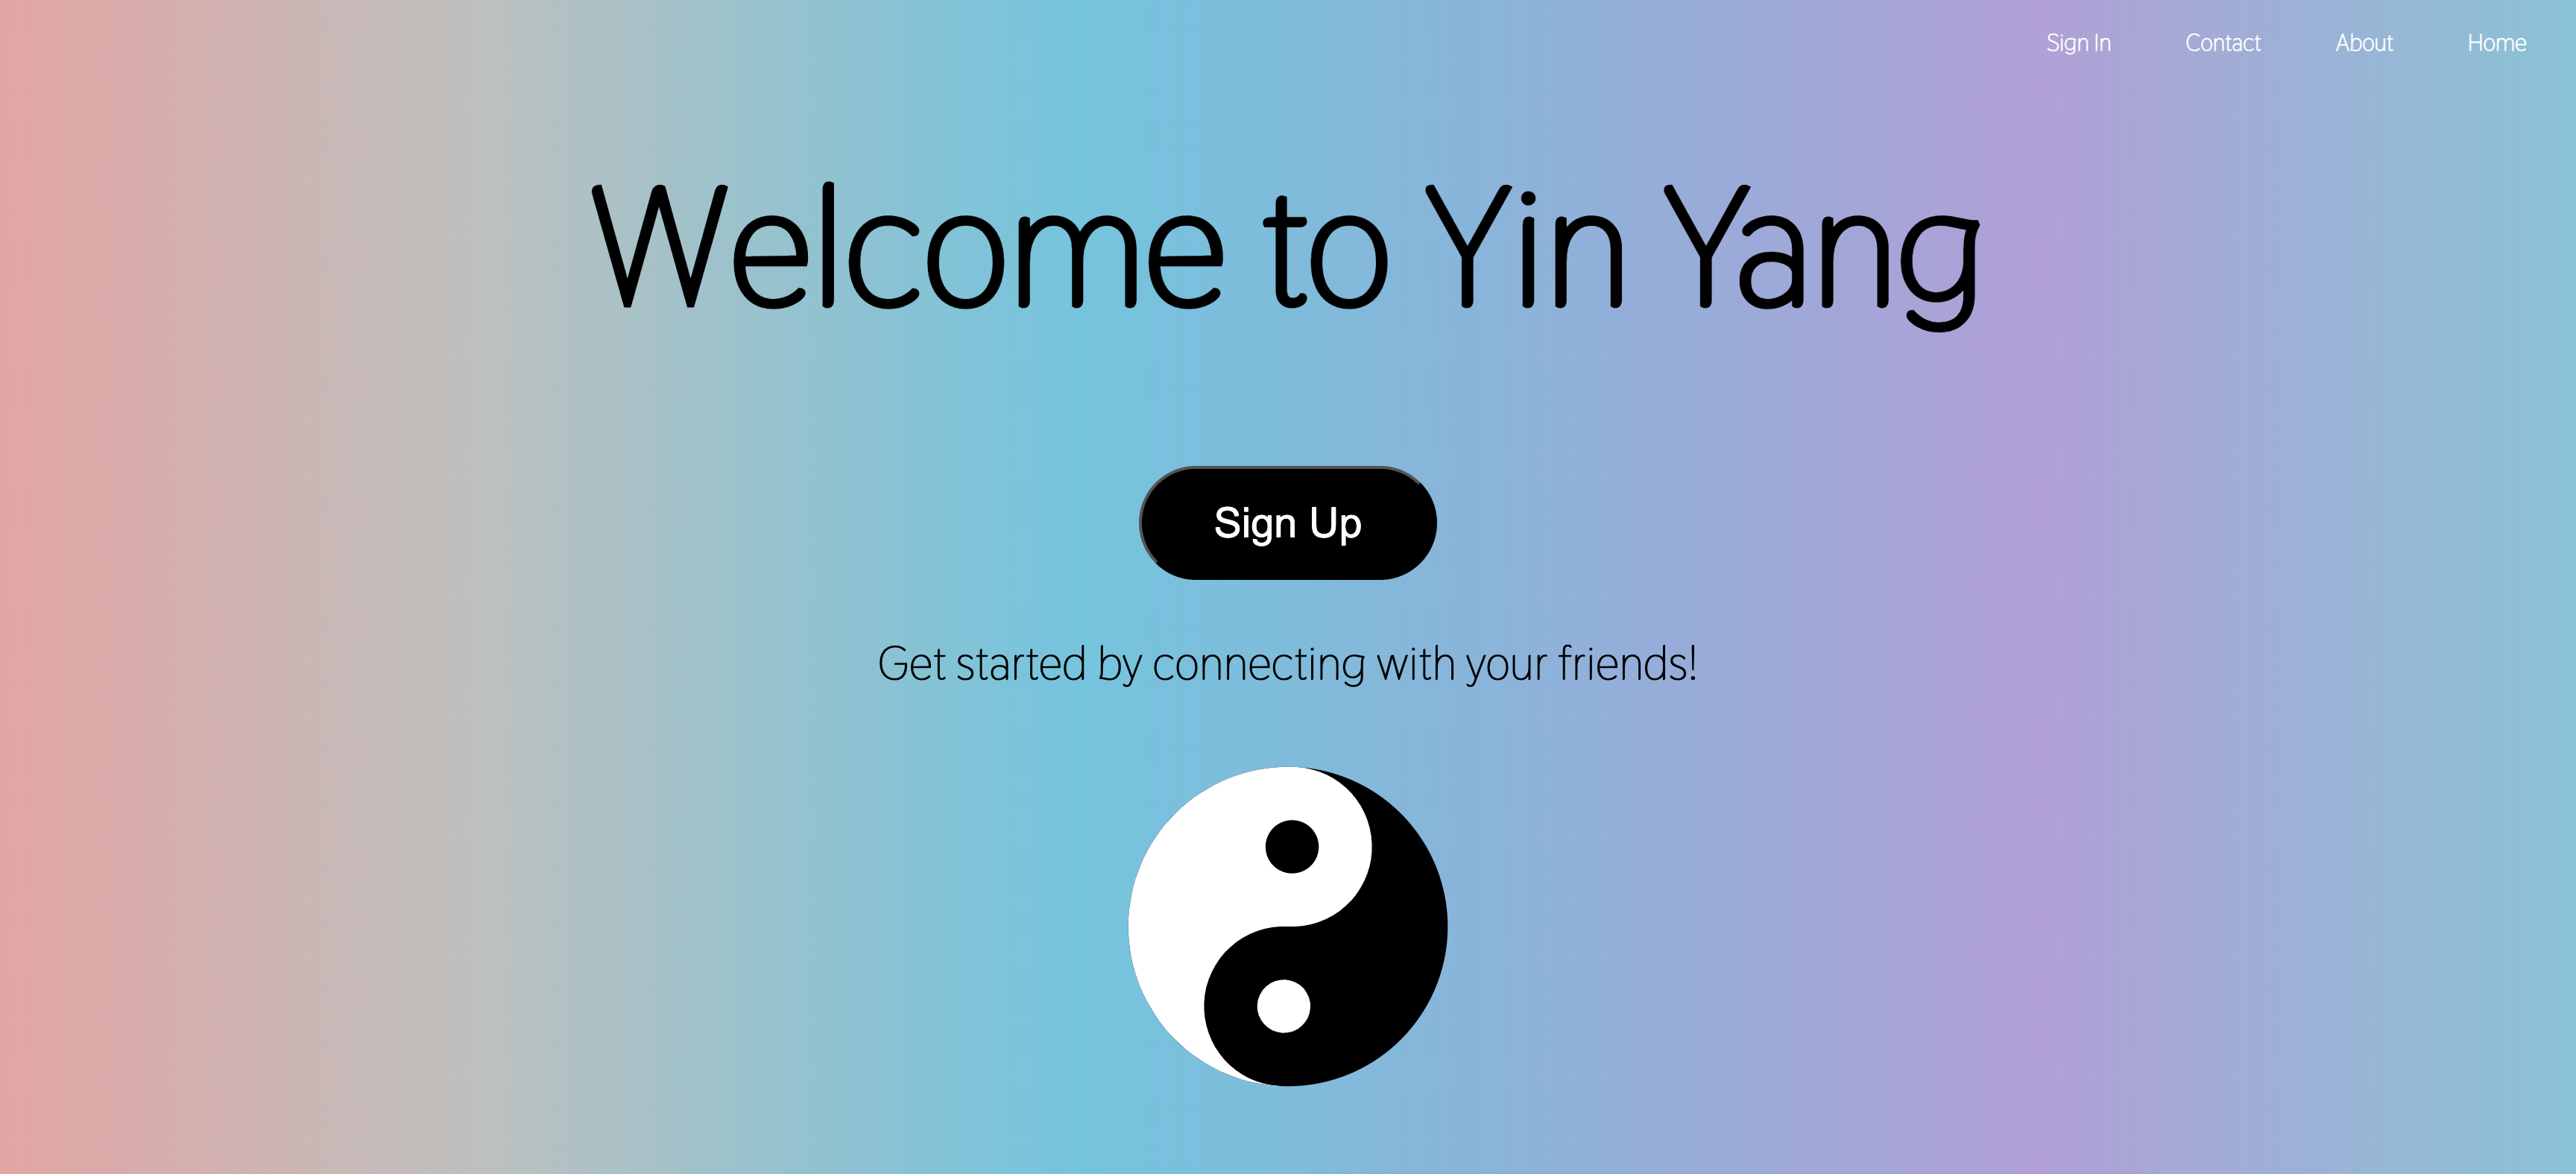 Sign In Contact About Home
Welcome to Yin Yang
Sign Up
Get started by connecting with your friends!